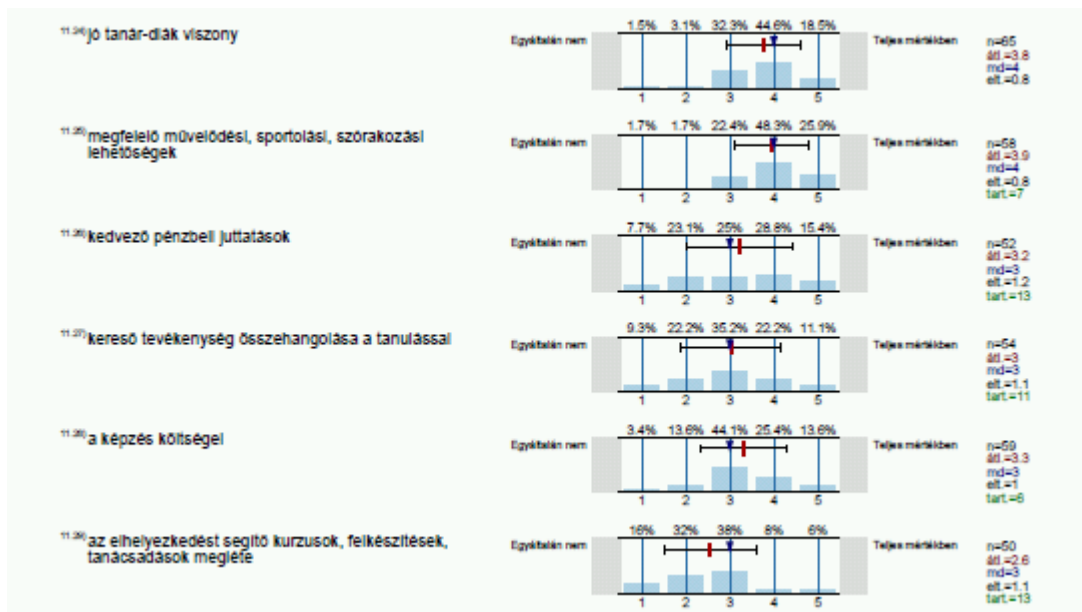 11.24) jó tanár-diák viszony
1.5% 3.1% 32.3% 44.6% 18.5%
Egyáltalán nem
Teljes mértékben
1 2 3 4 5
n=65
átl.=3.8
md=4
elt.=0.8
11.25) megfelelő művelődési, sportolási, szórakozási
lehetőségek
1.7% 1.7% 22.4% 48.3% 25.9%
Egyáltalán nem
Teljes mértékben
1 2 3 4 5
n=58
átl.=3.9
md=4
elt.=0.8
tart.=7
11.26) kedvező pénzbeli juttatások
7.7% 23.1% 25% 28.8% 15.4%
Egyáltalán nem
Teljes mértékben
1 2 3 4 5
n=52
átl.=3.2
md=3
elt.=1.2
tart.=13
11.27) kereső tevékenység összehangolása a tanulással
9.3% 22.2% 35.2% 22.2% 11.1%
Egyáltalán nem
Teljes mértékben
1 2 3 4 5
n=54
átl.=3
md=3
elt.=1.1
tart.=11
11.28) a képzés költségei
3.4% 13.6% 44.1% 25.4% 13.6%
Egyáltalán nem
Teljes mértékben
1 2 3 4 5
n=59
átl.=3.3
md=3
elt.=1
tart.=6
11.29) az elhelyezkedést segítő kurzusok, felkészítések,
tanácsadások megléte
16% 32% 38% 8% 6%
Egyáltalán nem
Teljes mértékben
1 2 3 4 5
n=50
átl.=2.6
md=3
elt.=1.1
tart.=13